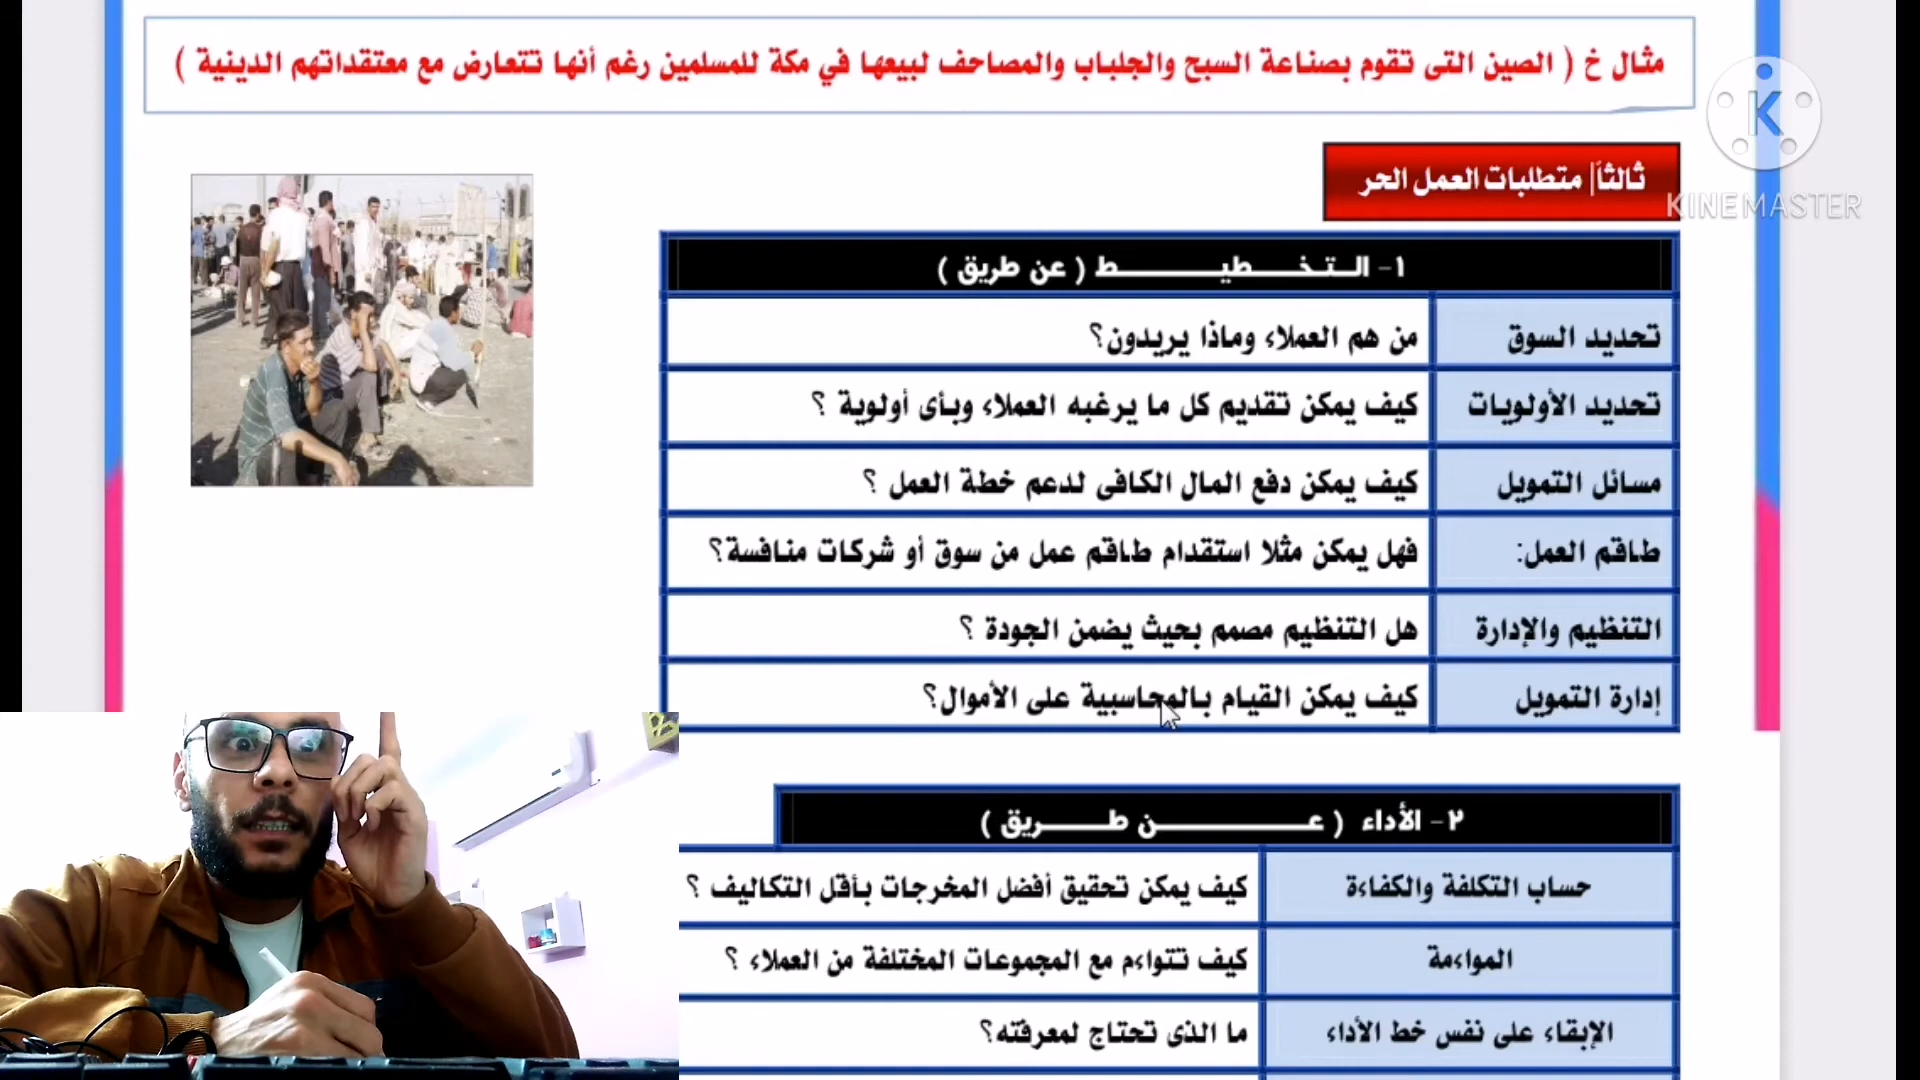 مثال خ ( الصين التى تقوم بصناعة السبح والجلباب والمصاحف لبيعها في مكة للمسلمين رغم أنها تتعارض مع معتقداتهم الدينية )
K
KINEMASTER
ثالثاً| متطلبات العمل الحر
١- الـتـخـــطيـــــــــط ( عن طريق )
تحديد السوق من هم العملاء وماذا يريدون؟
تحديد الأولويات كيف يمكن تقديم كل ما يرغبه العملاء وبأى أولوية ؟
مسائل التمويل كيف يمكن دفع المال الكافى لدعم خطة العمل ؟
طاقم العمل: فهل يمكن مثلا استقدام طاقم عمل من سوق أو شركات منافسة؟
التنظيم والإدارة هل التنظيم مصمم بحيث يضمن الجودة ؟
إدارة التمويل كيف يمكن القيام بالمحاسبية على الأموال؟
٢- الأداء ( عـــــــــــن طـــــريق )
حساب التكلفة والكفاءة كيف يمكن تحقيق أفضل المخرجات بأقل التكاليف ؟
المواءمة كيف تتواءم مع المجموعات المختلفة من العملاء ؟
الإبقاء على نفس خط الأداء ما الذى تحتاج لمعرفته؟